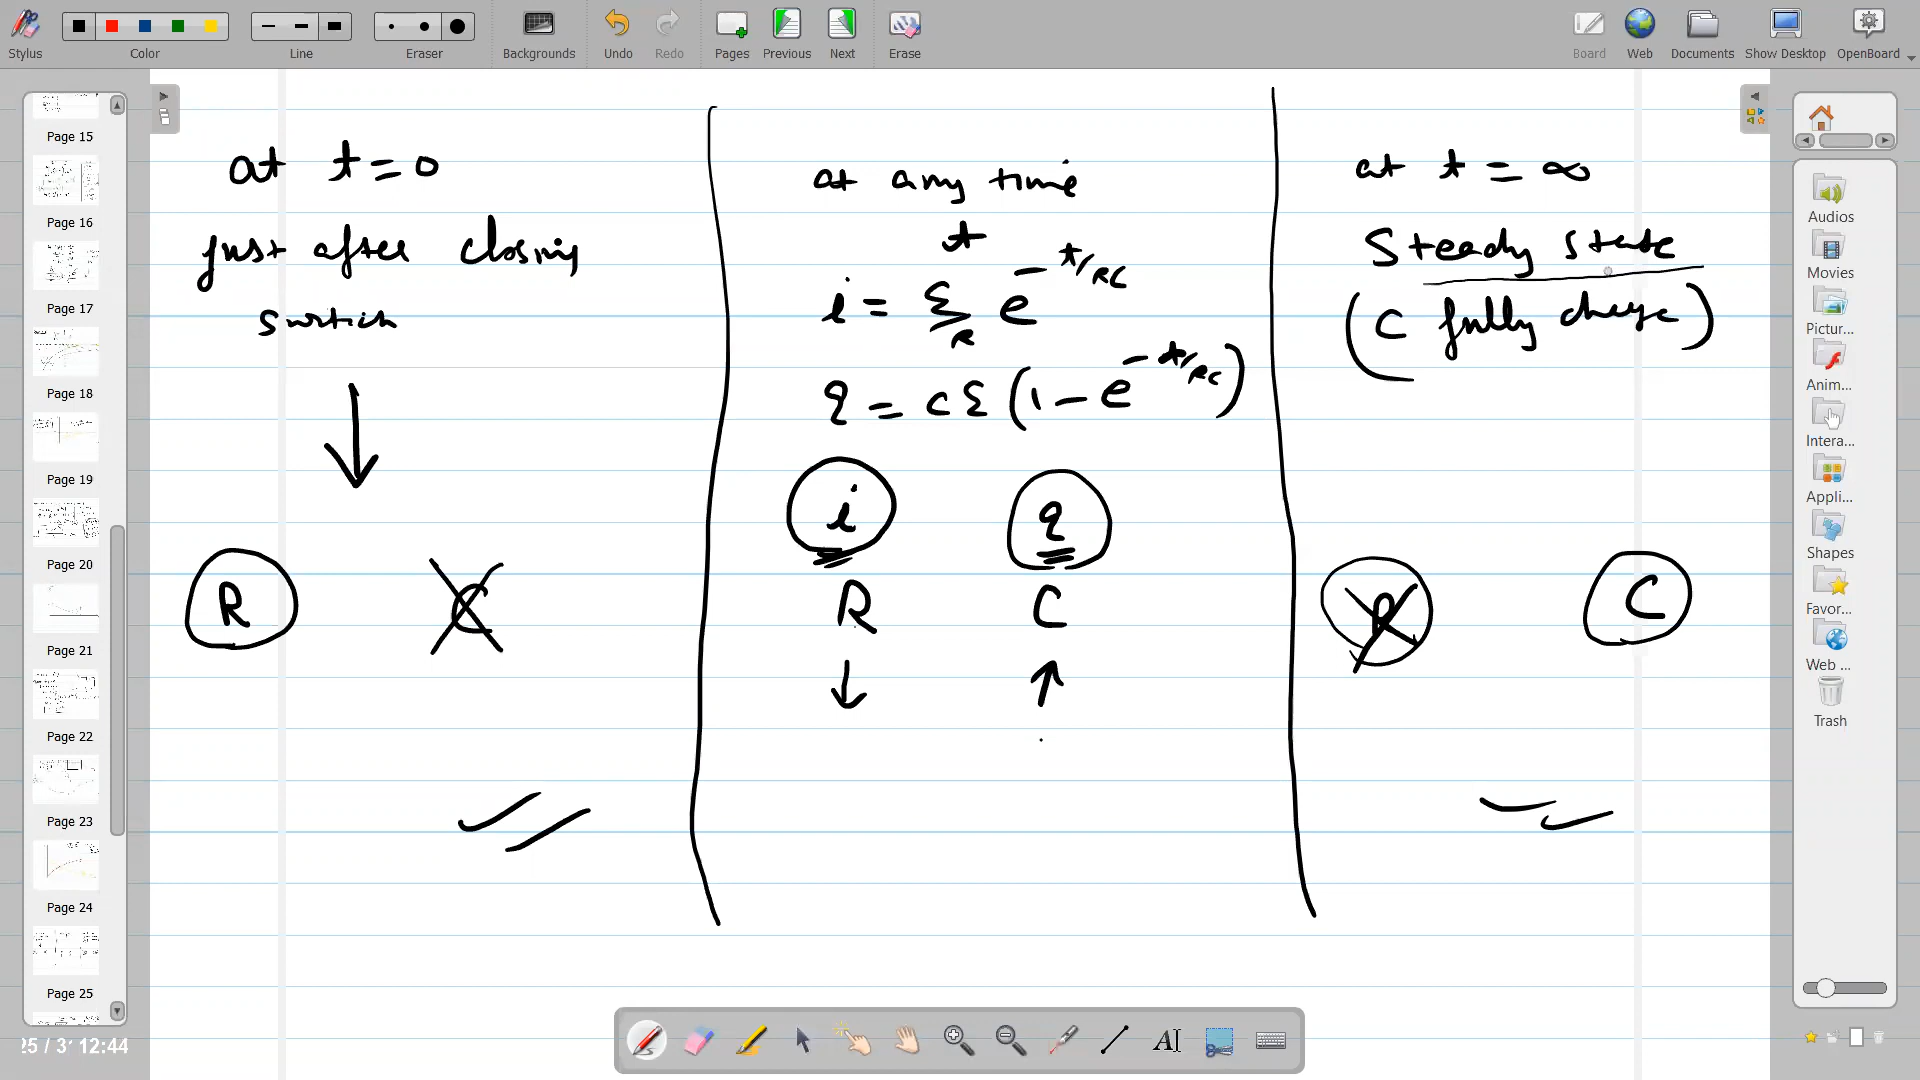 Stylus
Color
Line
Eraser
Backgrounds
Undo
Redo
Pages
Previous
Next
Erase
Board
Web
Documents
Show Desktop
OpenBoard
Page 15
Page 16
Page 17
Page 18
Page 19
Page 20
Page 21
Page 22
Page 23
Page 24
Page 25
12:44
at t = 0
just after closing
switch
R C
at any time
t
i = ε/R e^(-t/RC)
q = Cε (1 - e^(-t/RC))
i q
R C
↓ ↑
at t = ∞
Steady state
(C fully charge)
R C
Audios
Movies
Pictur...
Anim...
Intera...
Appli...
Shapes
Favor...
Web ...
Trash
AI